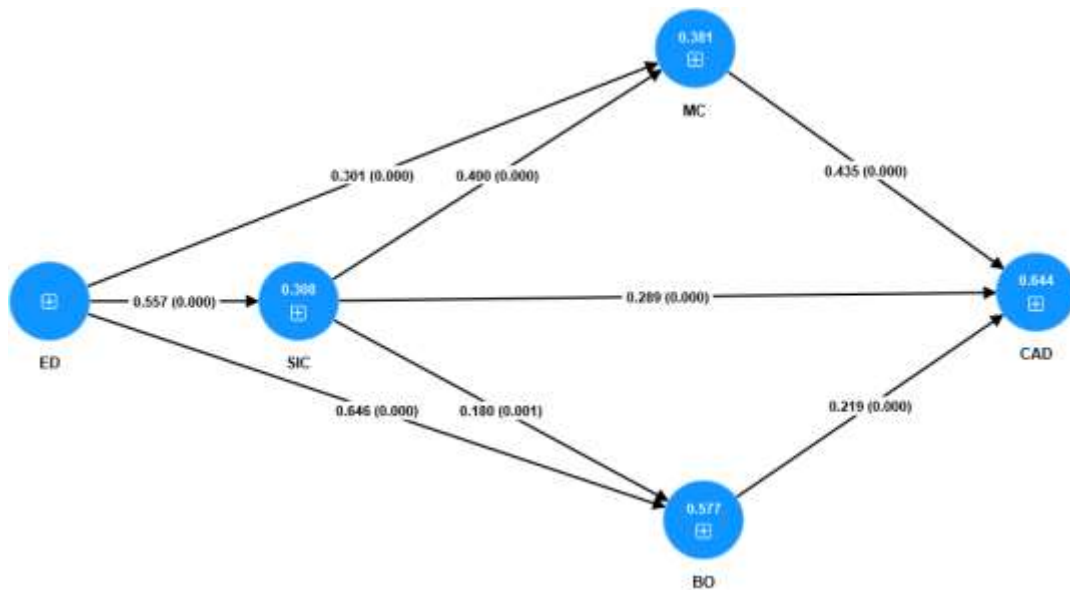 0.381
MC
0.301 (0.000)
0.400 (0.000)
0.435 (0.000)
0.308
0.644
0.557 (0.000)
0.289 (0.000)
ED
SIC
CAD
0.646 (0.000)
0.180 (0.001)
0.219 (0.000)
0.577
BO